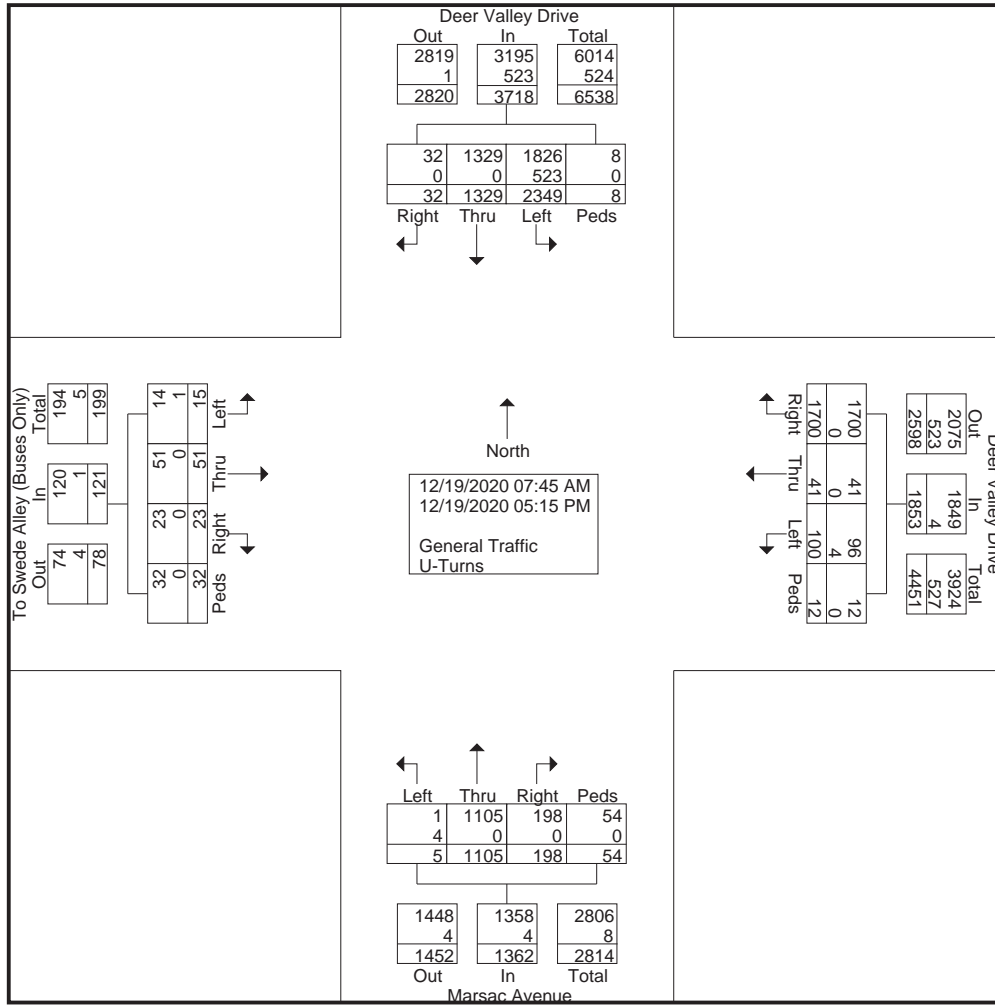 Deer Valley Drive
Out In Total
2819 3195 6014
1 523 524
2820 3718 6538
32 1329 1826 8
0 0 523 0
32 1329 2349 8
Right Thru Left Peds
To Swede Alley (Buses Only)
Total In Out
194 120 74
5 1 4
199 121 78
14 51 23 32
1 0 0 0
15 51 23 32
Left Thru Right Peds
North
12/19/2020 07:45 AM
12/19/2020 05:15 PM
General Traffic
U-Turns
Deer Valley Drive
Out In Total
2075 1849 3924
523 4 527
2598 1853 4451
1700 41 96 12
0 0 4 0
1700 41 100 12
Right Thru Left Peds
Left Thru Right Peds
1 1105 198 54
4 0 0 0
5 1105 198 54
1448 1358 2806
4 4 8
1452 1362 2814
Out In Total
Marsac Avenue